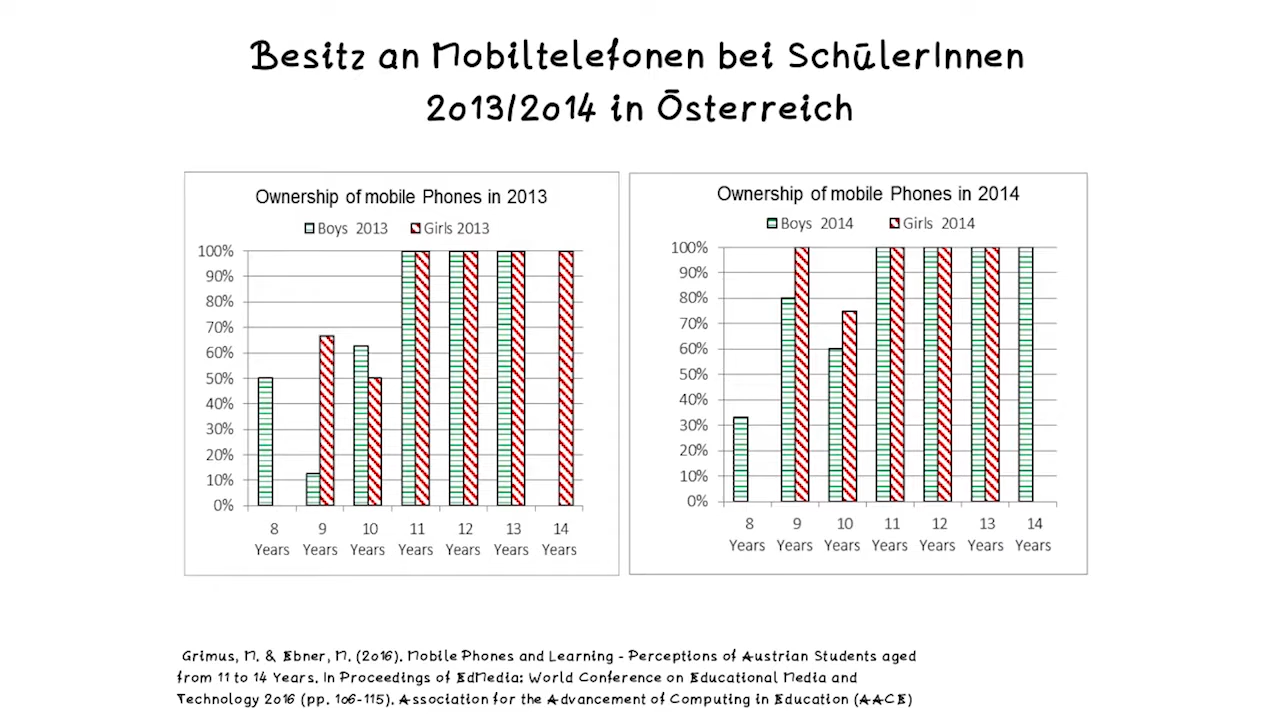 Besitz an Mobiltelefonen bei SchülerInnen
2013/2014 in Österreich
Ownership of mobile Phones in 2013
Boys 2013 Girls 2013
100%
90%
80%
70%
60%
50%
40%
30%
20%
10%
0%
8 9 10 11 12 13 14
Years Years Years Years Years Years Years
Ownership of mobile Phones in 2014
Boys 2014 Girls 2014
100%
90%
80%
70%
60%
50%
40%
30%
20%
10%
0%
8 9 10 11 12 13 14
Years Years Years Years Years Years Years
Grimus, M. & Ebner, M. (2016). Mobile Phones and Learning - Perceptions of Austrian Students aged
from 11 to 14 Years. In Proceedings of EdMedia: World Conference on Educational Media and
Technology 2016 (pp. 106-115). Association for the Advancement of Computing in Education (AACE)